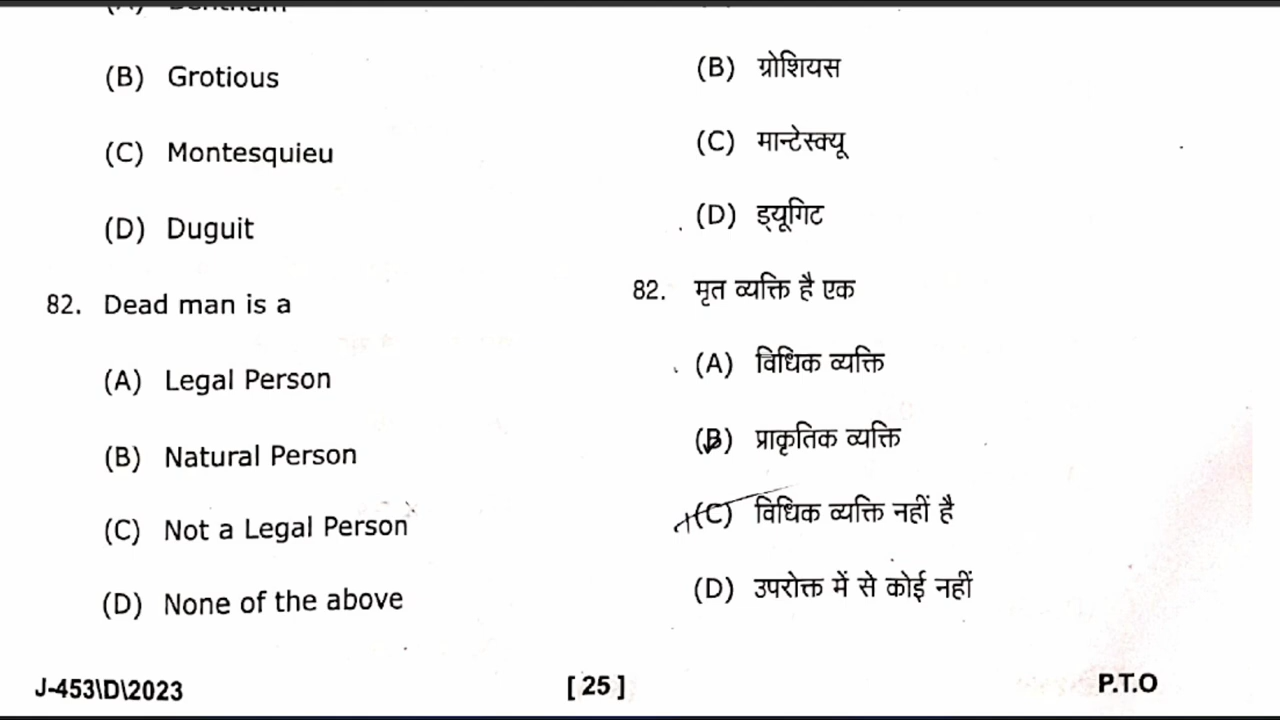 (B) Grotious
(C) Montesquieu
(D) Duguit
82. Dead man is a
(A) Legal Person
(B) Natural Person
(C) Not a Legal Person
(D) None of the above
(B) ग्रोशियस
(C) मान्टेस्क्यू
(D) ड्यूगिट
82. मृत व्यक्ति है एक
(A) विधिक व्यक्ति
(B) प्राकृतिक व्यक्ति
(C) विधिक व्यक्ति नहीं है
(D) उपरोक्त में से कोई नहीं
J-453\D\2023 [ 25 ] P.T.O